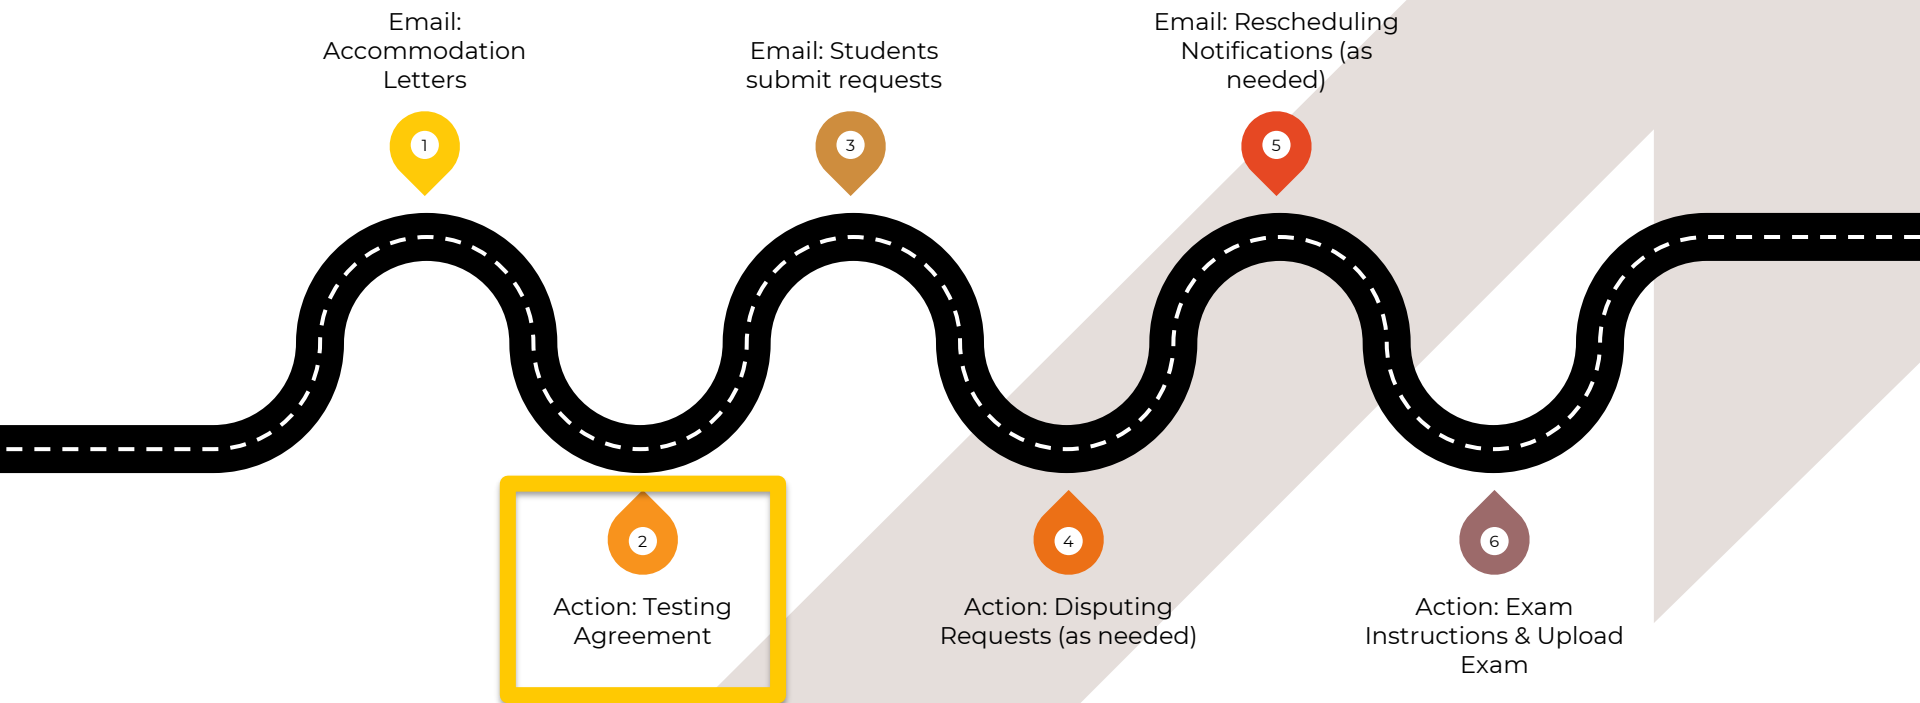 Email:
Accommodation
Letters
1
Action: Testing
Agreement
2
Email: Students
submit requests
3
Action: Disputing
Requests (as needed)
4
Email: Rescheduling
Notifications (as
needed)
5
Action: Exam
Instructions & Upload
Exam
6